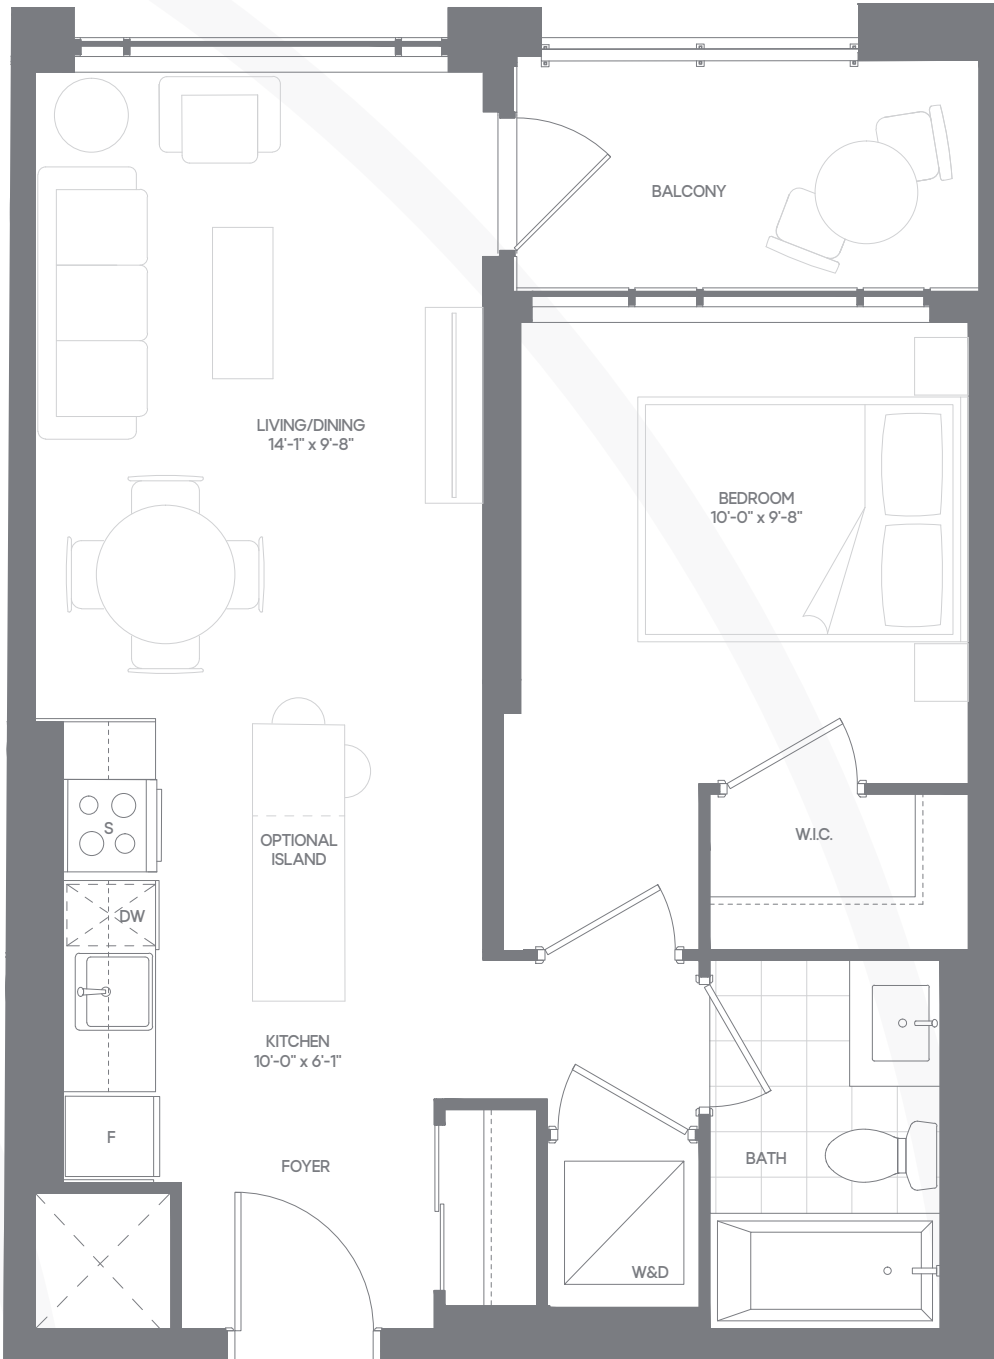 BALCONY
LIVING/DINING
14'-1" x 9'-8"
BEDROOM
10'-0" x 9'-8"
S
OPTIONAL
ISLAND
W.I.C.
DW
KITCHEN
10'-0" x 6'-1"
F
FOYER
BATH
W&D